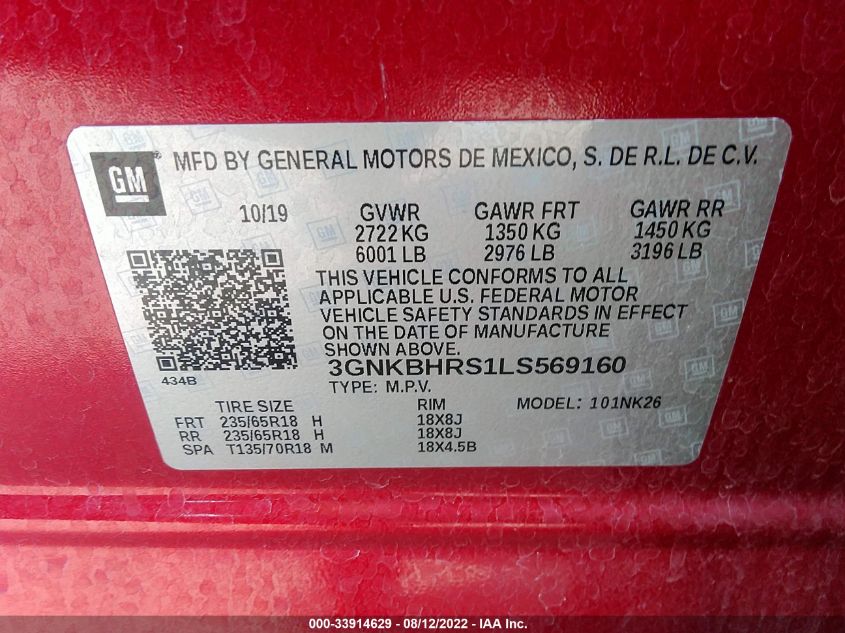 GM MFD BY GENERAL MOTORS DE MEXICO, S. DE R.L. DE C.V.
10/19 GVWR GAWR FRT GAWR RR
2722 KG 1350 KG 1450 KG
6001 LB 2976 LB 3196 LB
THIS VEHICLE CONFORMS TO ALL
APPLICABLE U.S. FEDERAL MOTOR
VEHICLE SAFETY STANDARDS IN EFFECT
ON THE DATE OF MANUFACTURE
SHOWN ABOVE.
3GNKBHRS1LS569160
434B TYPE: M.P.V.
TIRE SIZE RIM MODEL: 101NK26
FRT 235/65R18 H 18X8J
RR 235/65R18 H 18X8J
SPA T135/70R18 M 18X4.5B
000-33914629 - 08/12/2022 - IAA Inc.